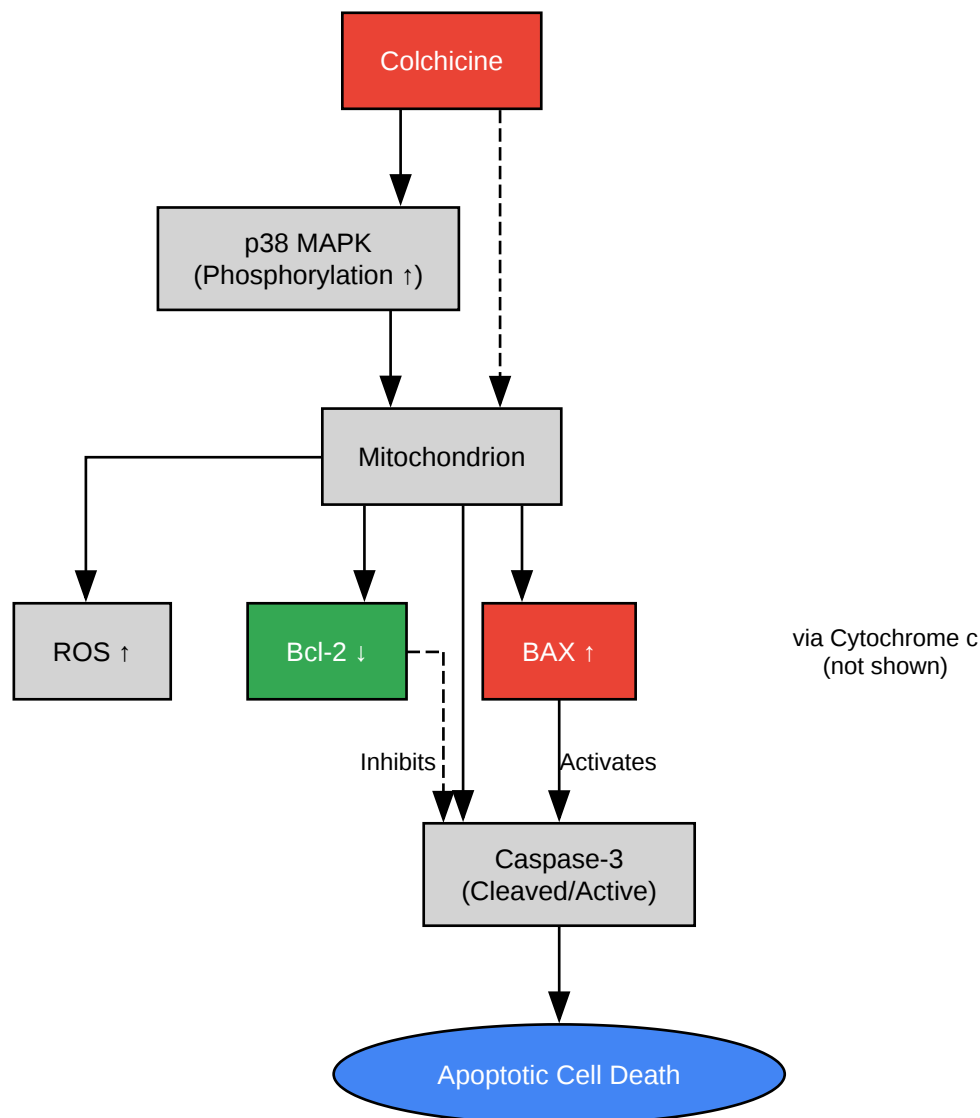 Colchicine
p38 MAPK
(Phosphorylation ↑)
Mitochondrion
ROS ↑
Bcl-2 ↓
BAX ↑
via Cytochrome c
(not shown)
Inhibits
Activates
Caspase-3
(Cleaved/Active)
Apoptotic Cell Death